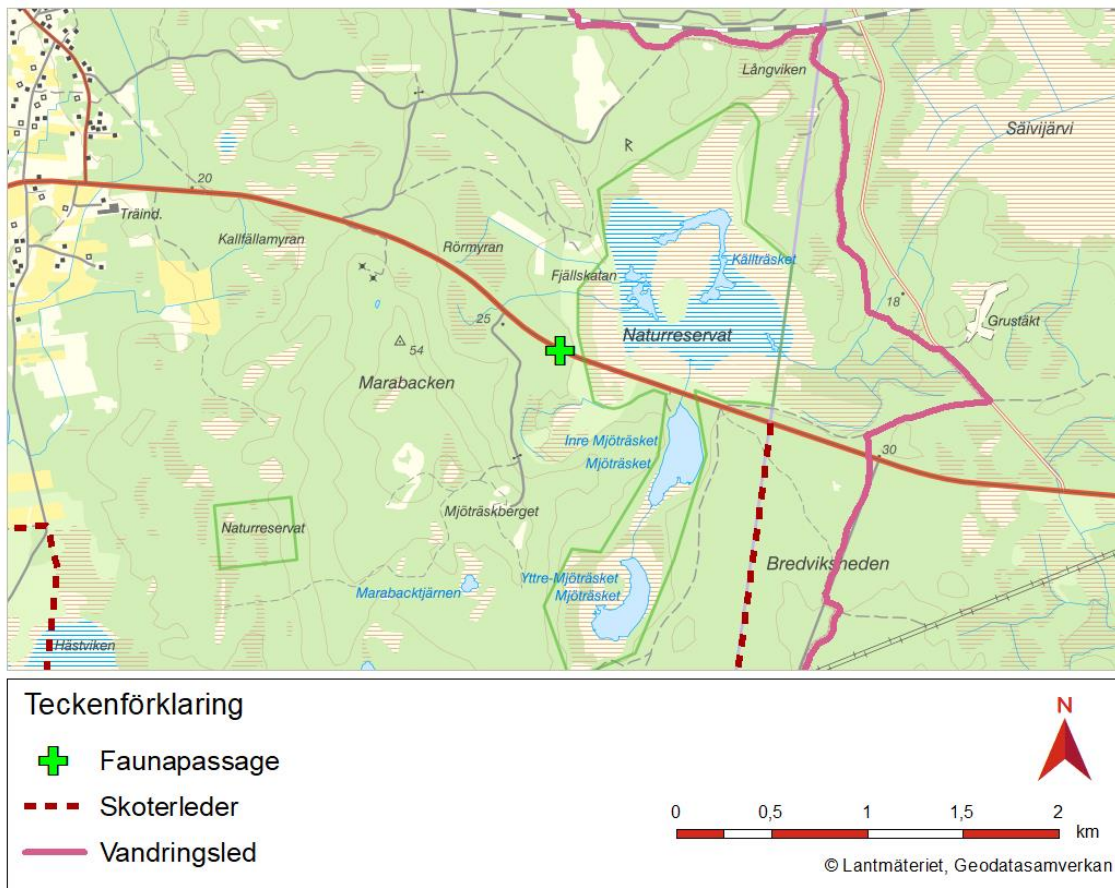 Långviken
Säivijärvi
20
Träind.
Kallfällamyran
Rörmyran
Källträsket
Fjällskatan
18
Grustäkt
25
Naturreservat
54
Marabacken
Inre Mjöträsket
Mjöträsket
30
Mjöträskberget
Naturreservat
Bredviksheden
Yttre-Mjöträsket
Marabacktjärnen
Mjöträsket
Hästviken
Teckenförklaring
Faunapassage
Skoterleder
Vandringsled
N
0 0,5 1 1,5 2
km
© Lantmäteriet, Geodatasamverkan